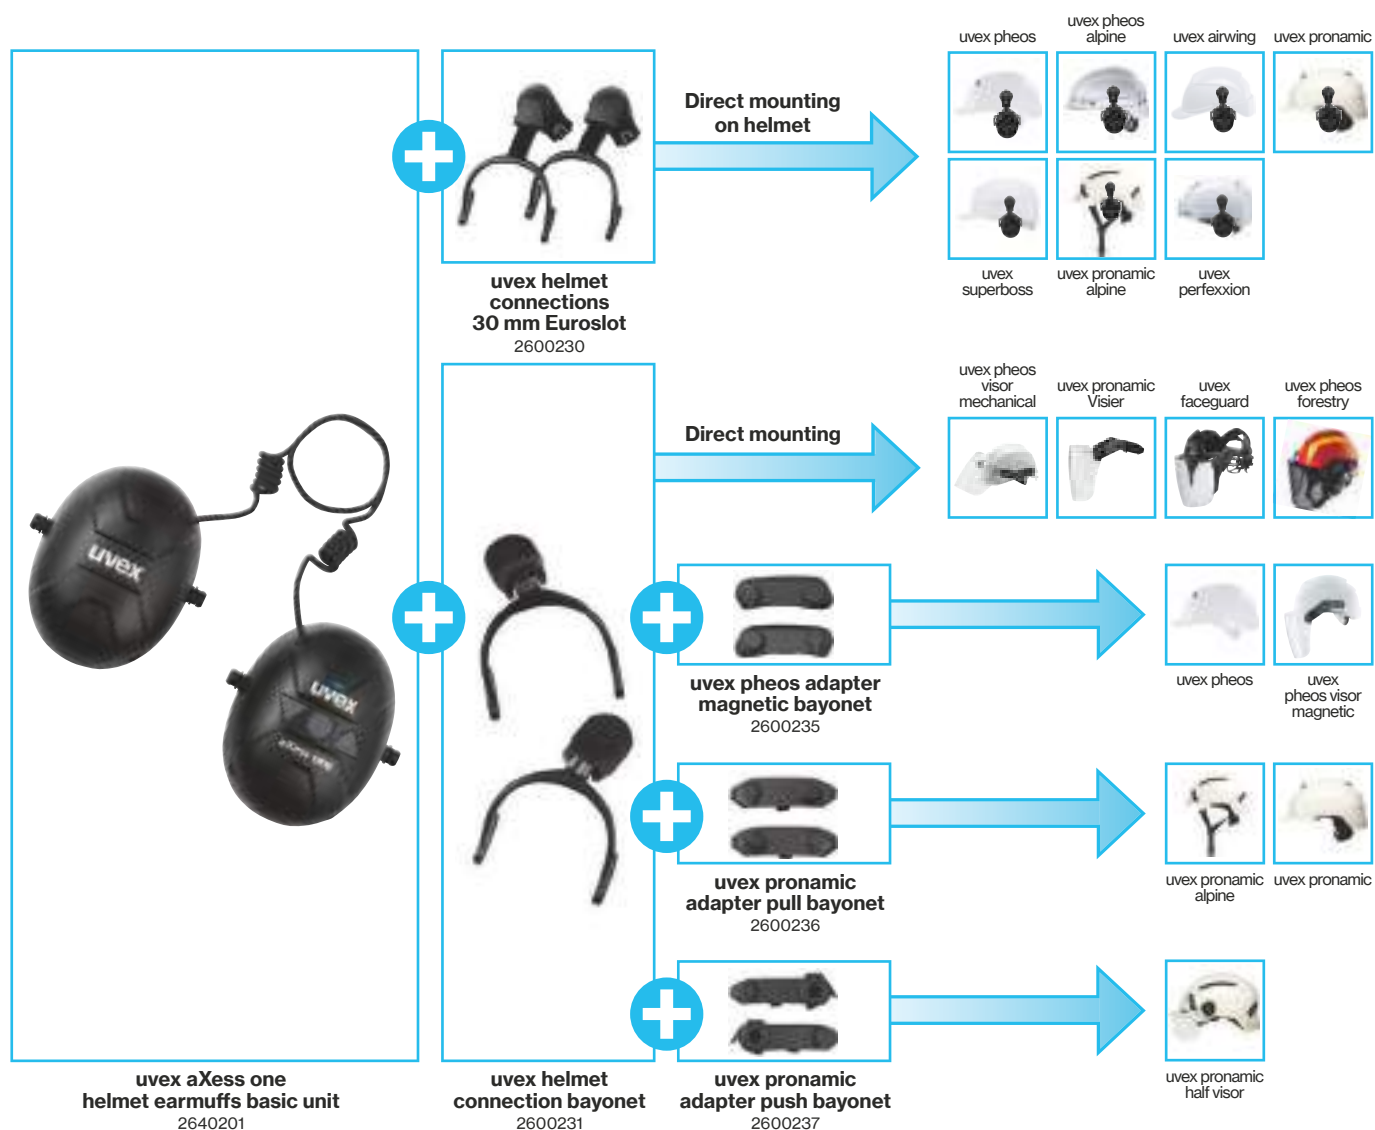 uvex pheos
uvex pheos
alpine
uvex airwing
uvex pronamic
Direct mounting
on helmet
uvex helmet
connections
30 mm Euroslot
2600230
uvex
superboss
uvex pronamic
alpine
uvex
perfexxion
uvex pheos
visor
mechanical
uvex pronamic
Visier
uvex
faceguard
uvex pheos
forestry
Direct mounting
uvex
uvex
uvex pheos adapter
magnetic bayonet
2600235
uvex pheos
uvex
pheos visor
magnetic
uvex pronamic
adapter pull bayonet
2600236
uvex pronamic
alpine
uvex pronamic
uvex aXess one
helmet earmuffs basic unit
2640201
uvex helmet
connection bayonet
2600231
uvex pronamic
adapter push bayonet
2600237
uvex pronamic
half visor